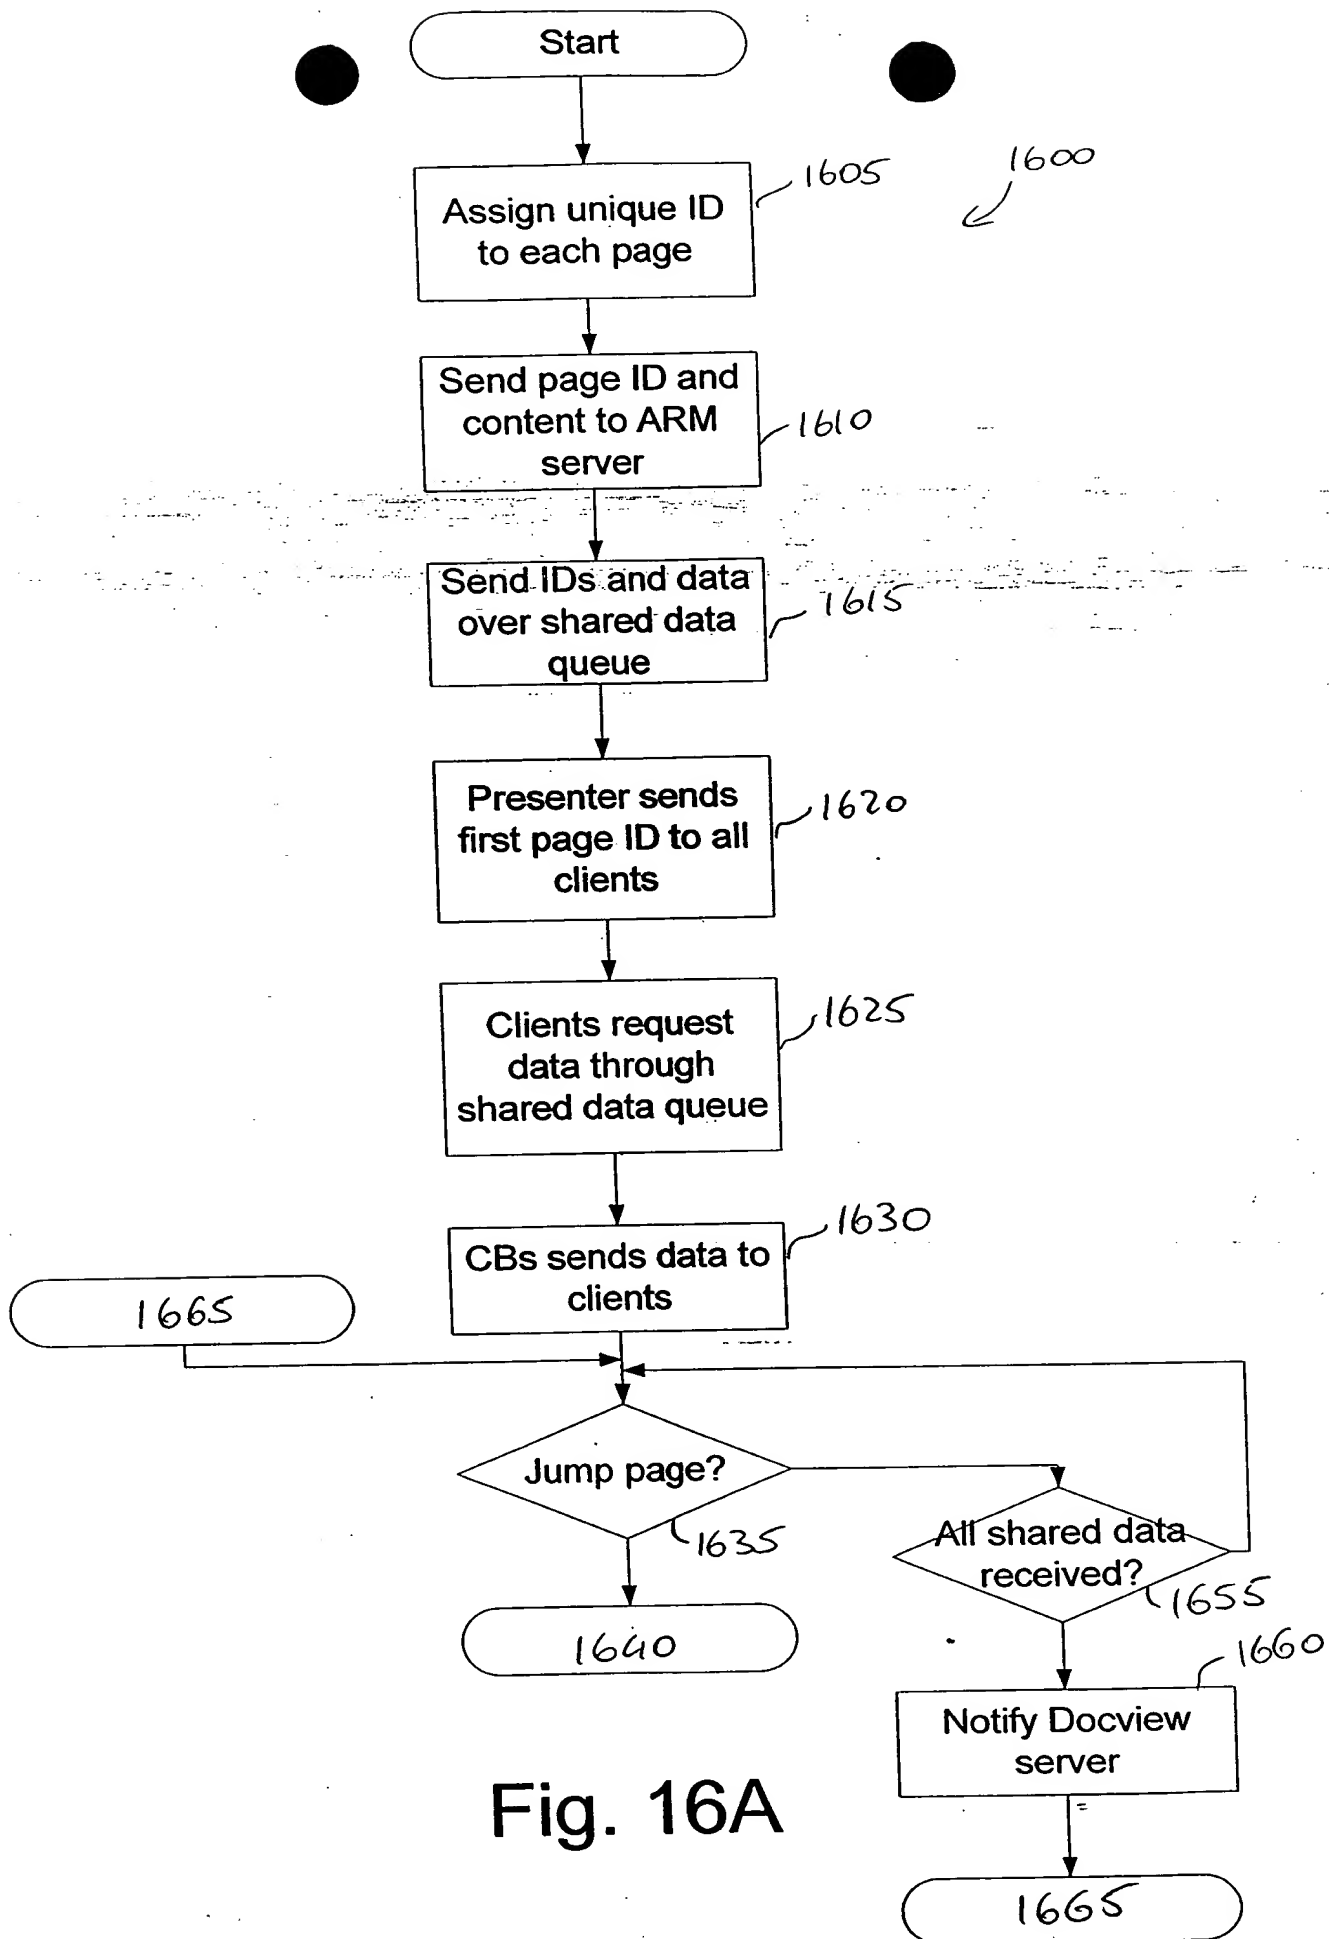 Start
1605
1600
Assign unique ID
to each page
Send page ID and
content to ARM
server
1610
Send IDs and data
over shared data
queue
1615
Presenter sends
first page ID to all
clients
1620
Clients request
data through
shared data queue
1625
1630
CBs sends data to
clients
1665
Jump page?
1635
All shared data
received?
1655
1640
1660
Notify Docview
server
Fig. 16A
1665